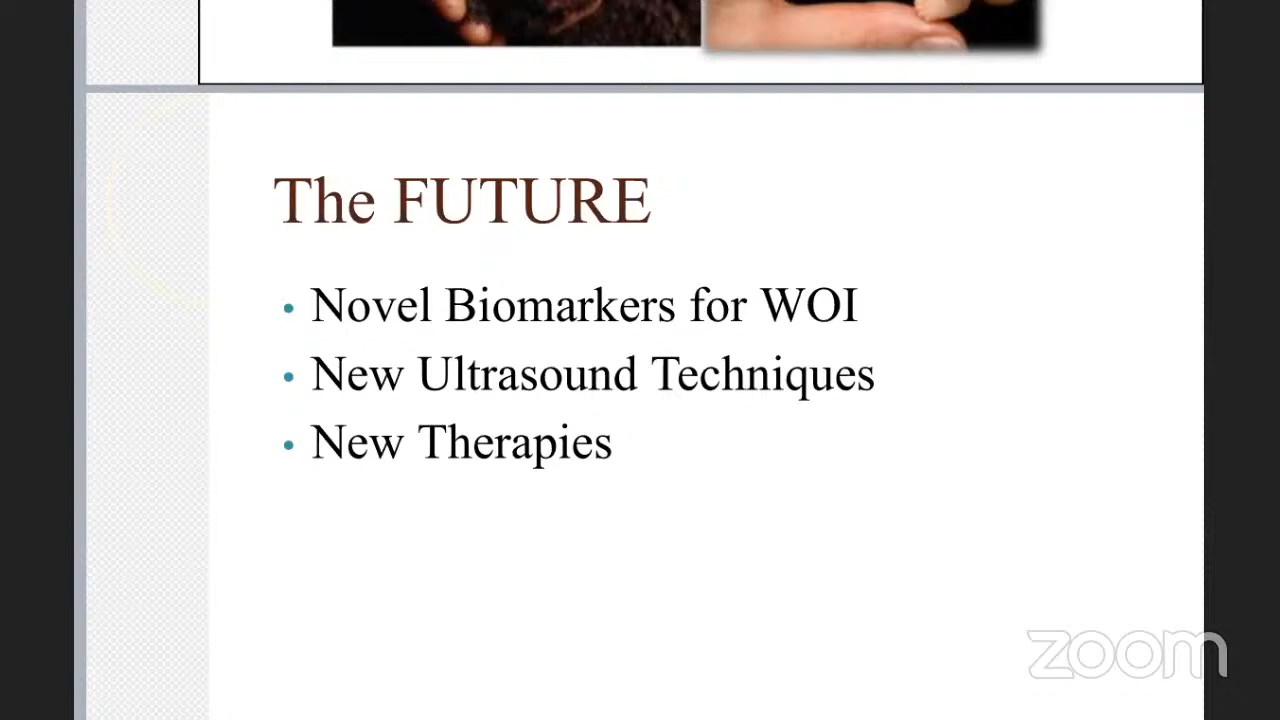 The FUTURE
• Novel Biomarkers for WOI
• New Ultrasound Techniques
• New Therapies
zoom